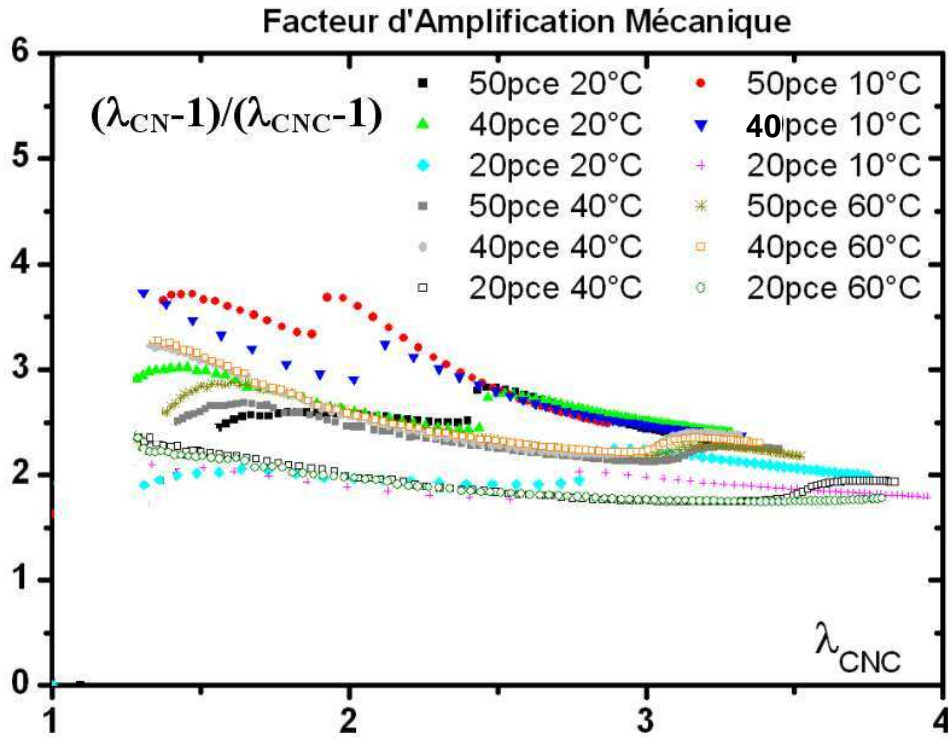 Facteur d'Amplification Mécanique
6
5
4
3
2
1
0
(λCN-1)/(λCNC-1)
50pce 20°C
50pce 10°C
40pce 20°C
40pce 10°C
20pce 20°C
20pce 10°C
50pce 40°C
50pce 60°C
40pce 40°C
40pce 60°C
20pce 40°C
20pce 60°C
λCNC
1
2
3
4